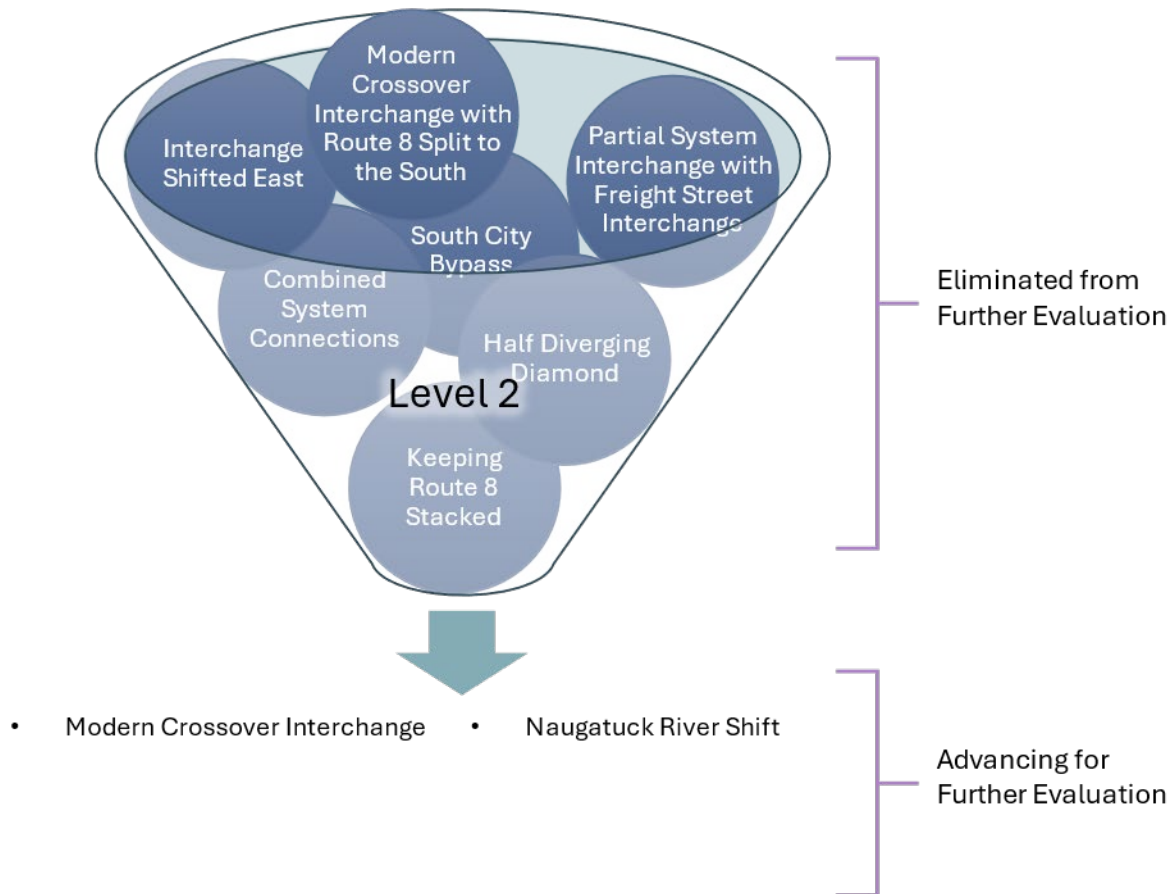 Modern
Crossover
Interchange with
Route 8 Split to
the South
Interchange
Shifted East
Partial System
Interchange with
Freight Street
Interchange
South City
Bypass
Combined
System
Connections
Half Diverging
Diamond
Level 2
Keeping
Route 8
Stacked
Eliminated from
Further Evaluation
• Modern Crossover Interchange
• Naugatuck River Shift
Advancing for
Further Evaluation